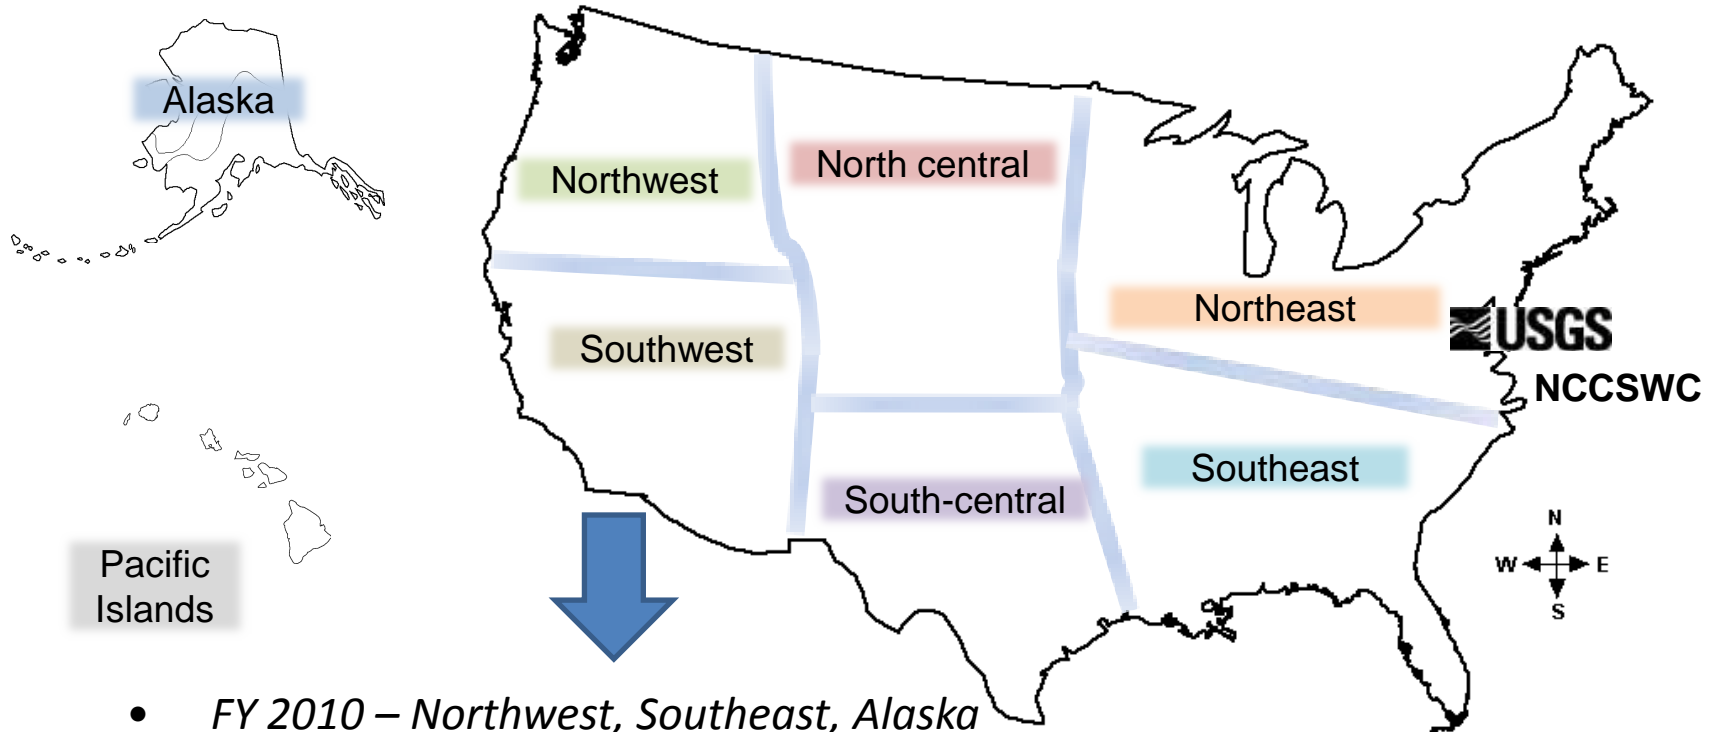 Alaska
Northwest
North central
Northeast
USGS
NCCSWC
Southwest
Southeast
South-central
Pacific
Islands
N
W E
S
• FY 2010 – Northwest, Southeast, Alaska